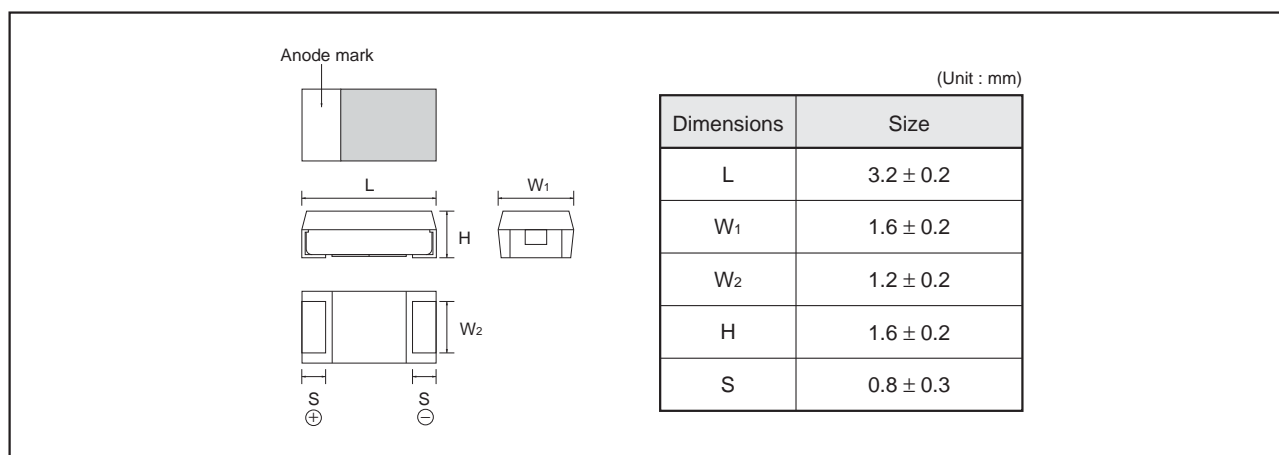 Anode mark
L
W1
H
W2
S
S
⊕
⊖
(Unit : mm)
Dimensions Size
L 3.2 ± 0.2
W1 1.6 ± 0.2
W2 1.2 ± 0.2
H 1.6 ± 0.2
S 0.8 ± 0.3